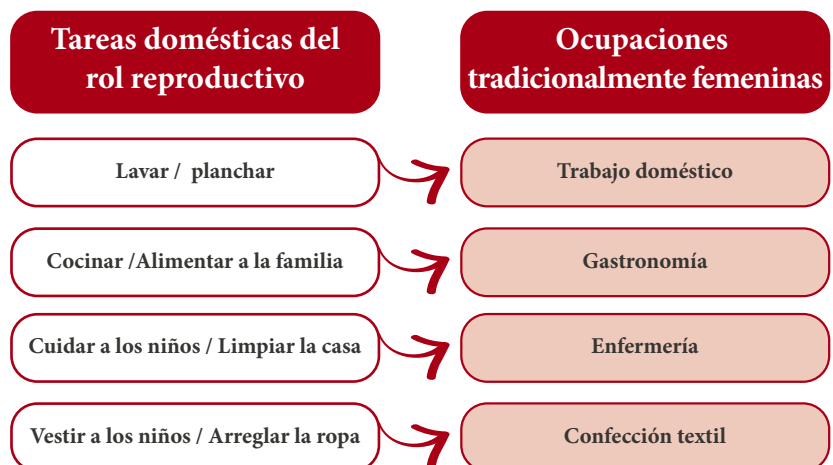 Tareas domésticas del
rol reproductivo
Ocupaciones
tradicionalmente femeninas
Lavar / planchar
Trabajo doméstico
Cocinar /Alimentar a la familia
Gastronomía
Cuidar a los niños / Limpiar la casa
Enfermería
Vestir a los niños / Arreglar la ropa
Confección textil